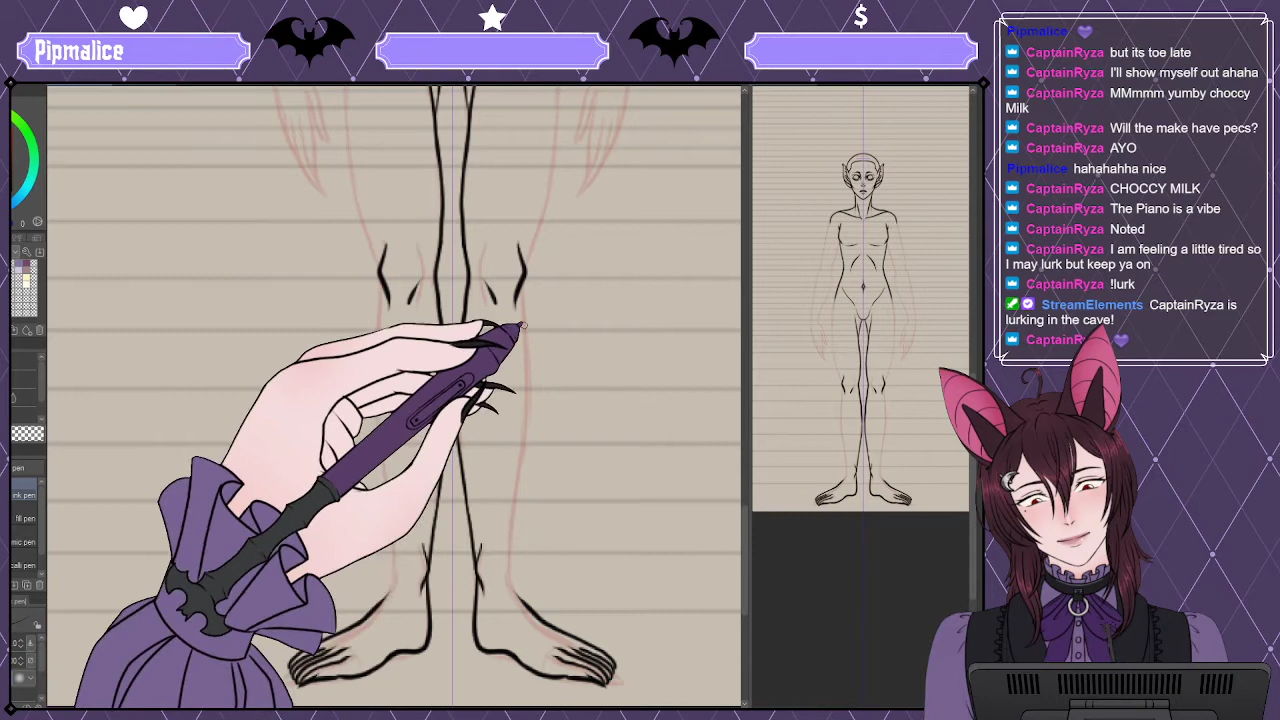 $
Pipmalice
Pipmalice
CaptainRyza but its toe late
CaptainRyza I'll show myself out ahaha
CaptainRyza MMmmm yumby choccy
Milk
CaptainRyza Will the make have pecs?
CaptainRyza AYO
Pipmalice hahahahha nice
CaptainRyza CHOCCY MILK
CaptainRyza The Piano is a vibe
CaptainRyza Noted
CaptainRyza I am feeling a little tired so
I may lurk but keep ya on
CaptainRyza !lurk
StreamElements CaptainRyza is
lurking in the cave!
0
pen
ink pen
fill pen
pen